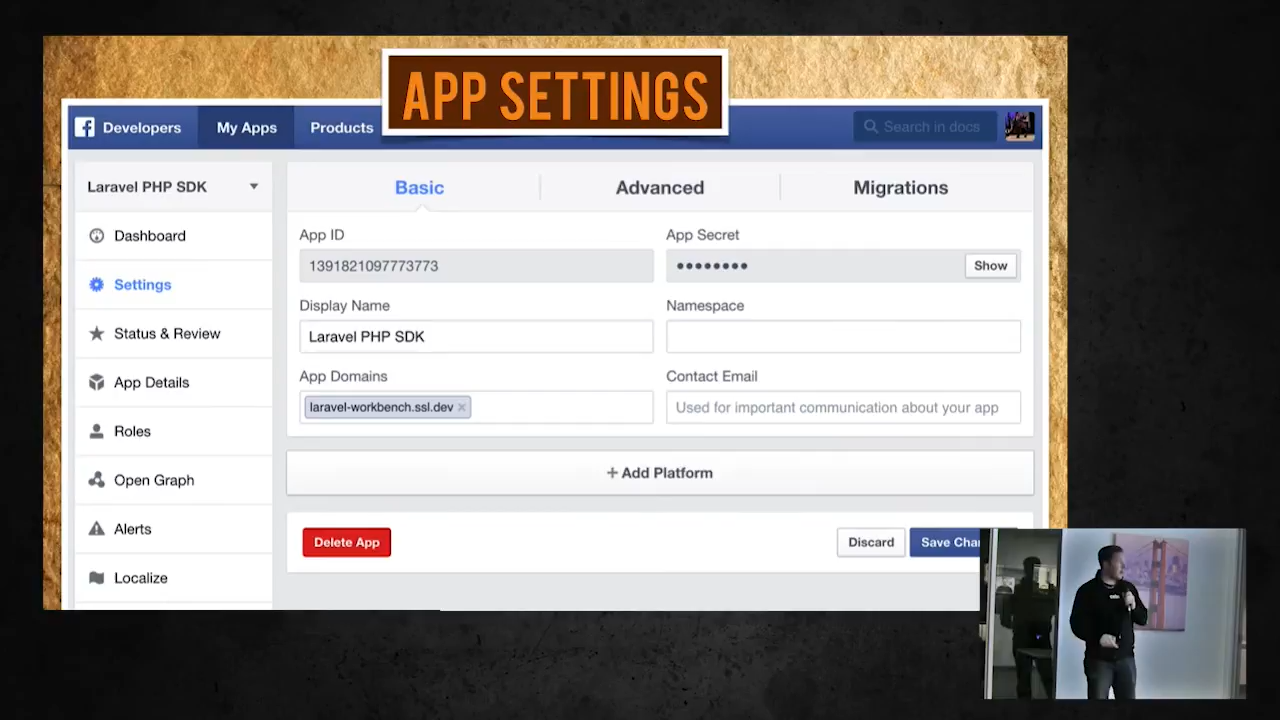 APP SETTINGS
Developers
My Apps
Products
Search in docs
Laravel PHP SDK
Dashboard
Settings
Status & Review
App Details
Roles
Open Graph
Alerts
Localize
Basic
Advanced
Migrations
App ID
App Secret
1391821097773773
••••••••
Show
Display Name
Namespace
Laravel PHP SDK
App Domains
Contact Email
laravel-workbench.ssl.dev ×
Used for important communication about your app
+ Add Platform
Delete App
Discard
Save